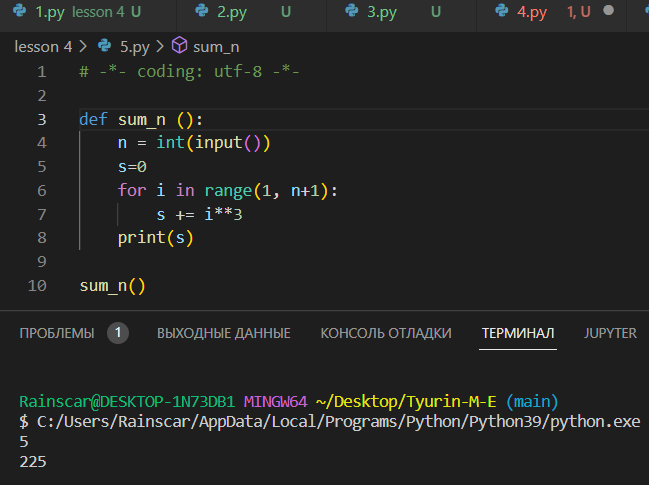 1.py lesson 4 U 2.py U 3.py U 4.py 1, U
lesson 4 > 5.py > sum_n
1 # -*- coding: utf-8 -*-
2
3 def sum_n ():
4 n = int(input())
5 s=0
6 for i in range(1, n+1):
7 s += i**3
8 print(s)
9
10 sum_n()
ПРОБЛЕМЫ 1 ВЫХОДНЫЕ ДАННЫЕ КОНСОЛЬ ОТЛАДКИ ТЕРМИНАЛ JUPYTER
Rainscar@DESKTOP-1N73DB1 MINGW64 ~/Desktop/Tyurin-M-E (main)
$ C:/Users/Rainscar/AppData/Local/Programs/Python/Python39/python.exe
5
225